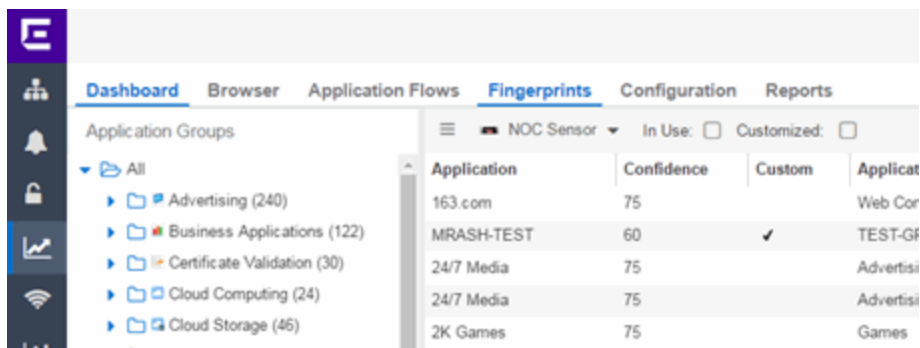 Dashboard Browser Application Flows Fingerprints Configuration Reports
Application Groups
NOC Sensor In Use: Customized:
All
Advertising (240)
Business Applications (122)
Certificate Validation (30)
Cloud Computing (24)
Cloud Storage (46)
Application Confidence Custom Applicat
163.com 75 Web Con
MRASH-TEST 60 ✔ TEST-GR
24/7 Media 75 Advertisi
24/7 Media 75 Advertisi
2K Games 75 Games